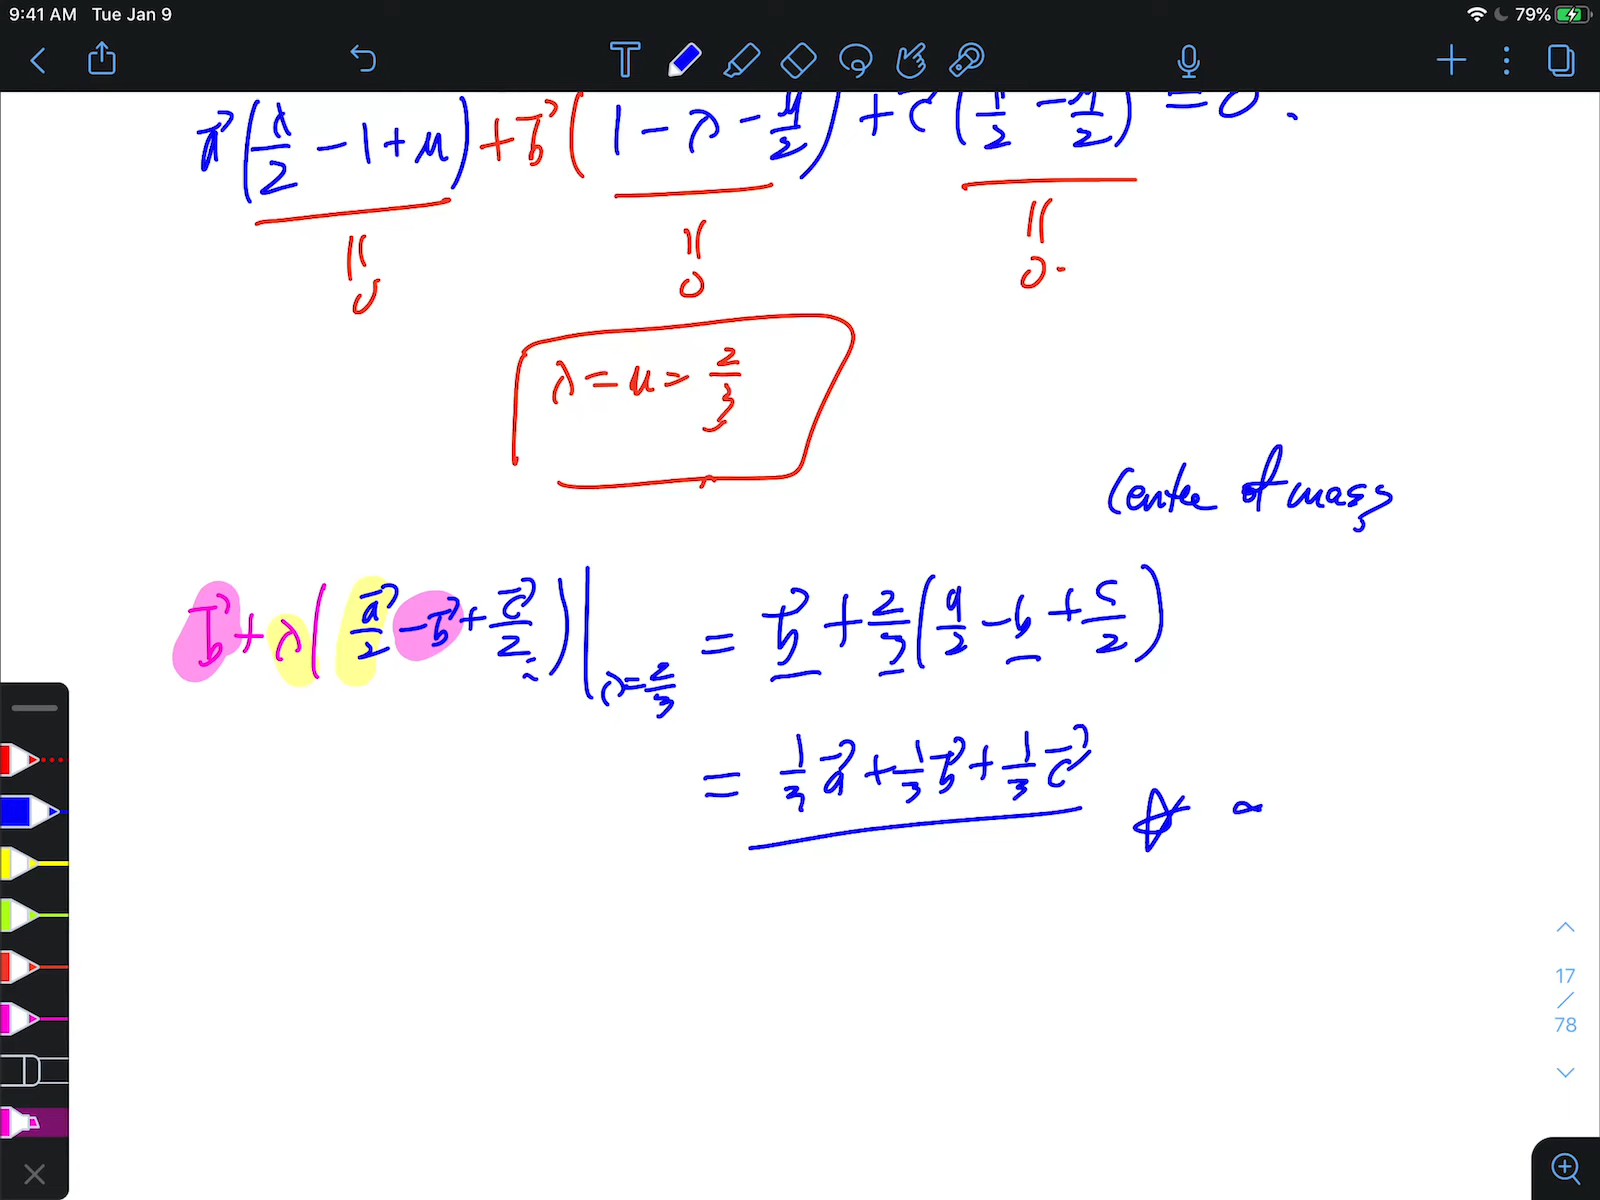 9:41 AM Tue Jan 9 79%
a⃗(λ/2 − 1 + μ) + b⃗(1 − λ − μ/2) + c⃗(λ/2 − μ/2) = 0.
= 0 = 0 = 0.
λ = μ = 2/3
Center of mass
b⃗ + λ(a⃗/2 − b⃗ + c⃗/2)|λ=2/3 = b⃗ + 2/3(a/2 − b + c/2)
= 1/3 a⃗ + 1/3 b⃗ + 1/3 c⃗
17
/
78